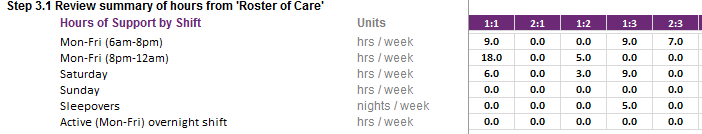 Step 3.1 Review summary of hours from 'Roster of Care'
Hours of Support by Shift Units 1:1 2:1 1:2 1:3 2:3
Mon-Fri (6am-8pm) hrs / week 9.0 0.0 0.0 9.0 7.0
Mon-Fri (8pm-12am) hrs / week 18.0 0.0 5.0 0.0 0.0
Saturday hrs / week 6.0 0.0 3.0 9.0 0.0
Sunday hrs / week 0.0 0.0 0.0 0.0 0.0
Sleepovers nights / week 0.0 0.0 0.0 5.0 0.0
Active (Mon-Fri) overnight shift hrs / week 0.0 0.0 0.0 0.0 0.0